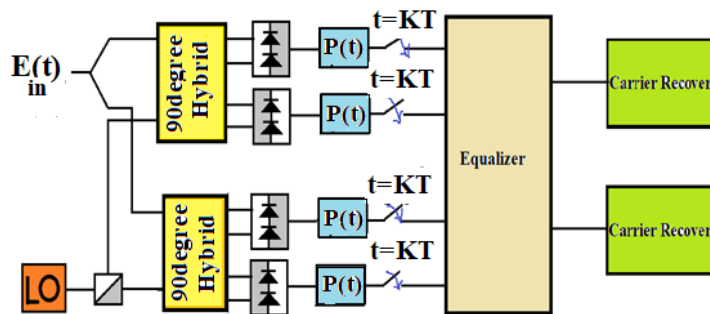 E(t)
in
90degree
Hybrid
P(t)
t=KT
P(t)
t=KT
90degree
Hybrid
P(t)
t=KT
P(t)
t=KT
Equalizer
Carrier Recover
Carrier Recover
LO